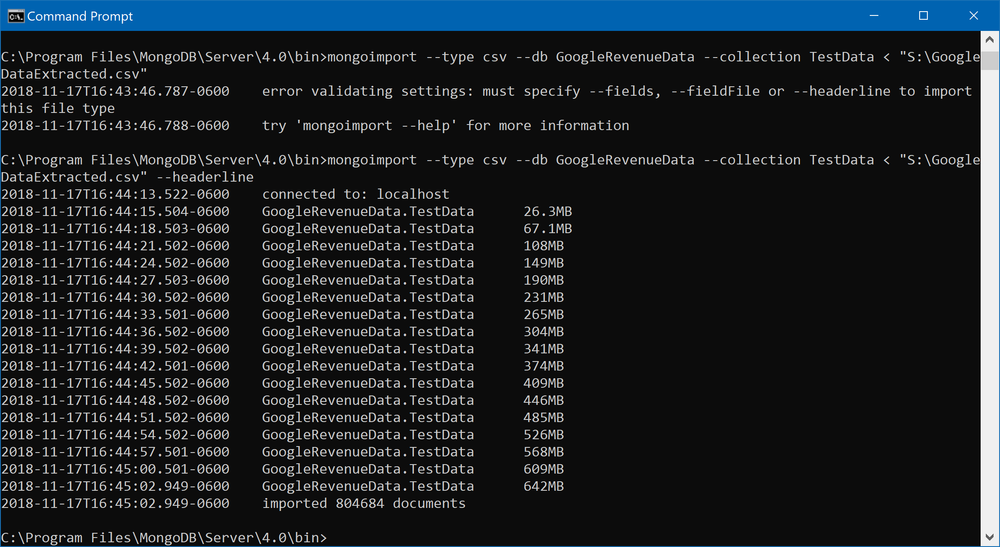 Command Prompt
C:\Program Files\MongoDB\Server\4.0\bin>mongoimport --type csv --db GoogleRevenueData --collection TestData < "S:\Google
DataExtracted.csv"
2018-11-17T16:43:46.787-0600    error validating settings: must specify --fields, --fieldFile or --headerline to import
this file type
2018-11-17T16:43:46.788-0600    try 'mongoimport --help' for more information
C:\Program Files\MongoDB\Server\4.0\bin>mongoimport --type csv --db GoogleRevenueData --collection TestData < "S:\Google
DataExtracted.csv" --headerline
2018-11-17T16:44:13.522-0600    connected to: localhost
2018-11-17T16:44:15.504-0600    GoogleRevenueData.TestData      26.3MB
2018-11-17T16:44:18.503-0600    GoogleRevenueData.TestData      67.1MB
2018-11-17T16:44:21.502-0600    GoogleRevenueData.TestData      108MB
2018-11-17T16:44:24.502-0600    GoogleRevenueData.TestData      149MB
2018-11-17T16:44:27.503-0600    GoogleRevenueData.TestData      190MB
2018-11-17T16:44:30.502-0600    GoogleRevenueData.TestData      231MB
2018-11-17T16:44:33.501-0600    GoogleRevenueData.TestData      265MB
2018-11-17T16:44:36.502-0600    GoogleRevenueData.TestData      304MB
2018-11-17T16:44:39.502-0600    GoogleRevenueData.TestData      341MB
2018-11-17T16:44:42.501-0600    GoogleRevenueData.TestData      374MB
2018-11-17T16:44:45.502-0600    GoogleRevenueData.TestData      409MB
2018-11-17T16:44:48.502-0600    GoogleRevenueData.TestData      446MB
2018-11-17T16:44:51.502-0600    GoogleRevenueData.TestData      485MB
2018-11-17T16:44:54.502-0600    GoogleRevenueData.TestData      526MB
2018-11-17T16:44:57.501-0600    GoogleRevenueData.TestData      568MB
2018-11-17T16:45:00.501-0600    GoogleRevenueData.TestData      609MB
2018-11-17T16:45:02.949-0600    GoogleRevenueData.TestData      642MB
2018-11-17T16:45:02.949-0600    imported 804684 documents
C:\Program Files\MongoDB\Server\4.0\bin>